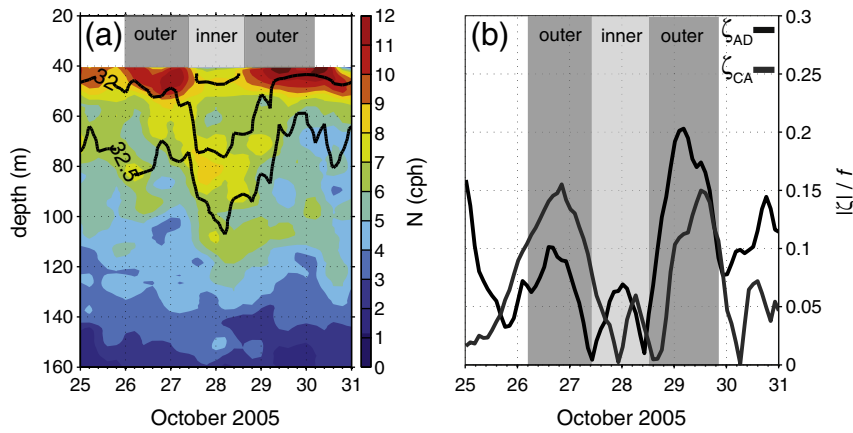 (a)
outer
inner
outer
20
40
60
80
100
120
140
160
depth (m)
32
32.5
25
26
27
28
29
30
31
October 2005
12
11
10
9
8
7
6
5
4
3
2
1
0
N (cph)
(b)
outer
inner
outer
ζAD
ζCA
0.3
0.25
0.2
0.15
0.1
0.05
0
|ζ| / f
25
26
27
28
29
30
31
October 2005